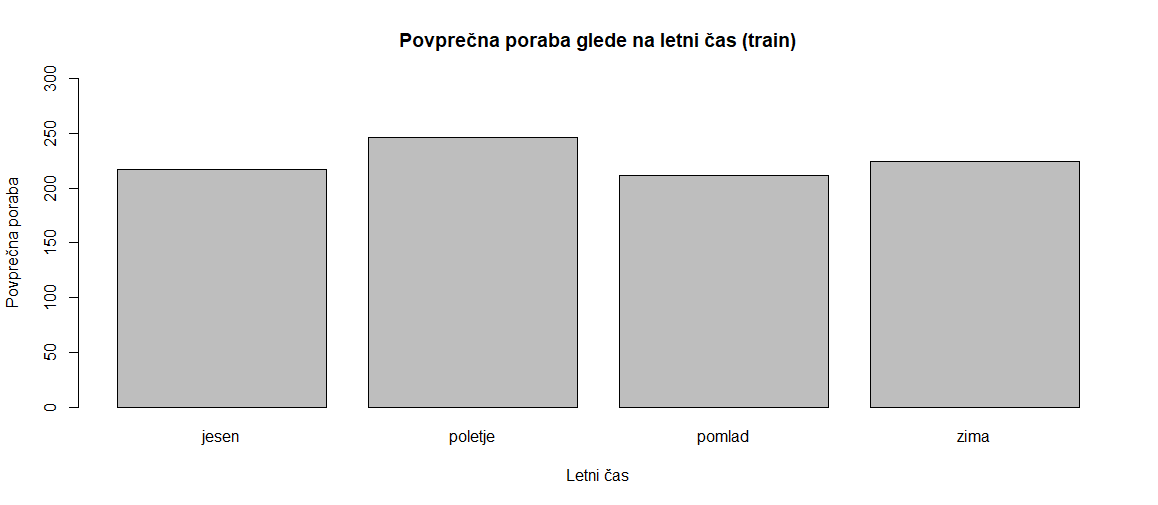 Povprečna poraba glede na letni čas (train)
Povprečna poraba
300
250
200
150
100
50
0
jesen poletje pomlad zima
Letni čas